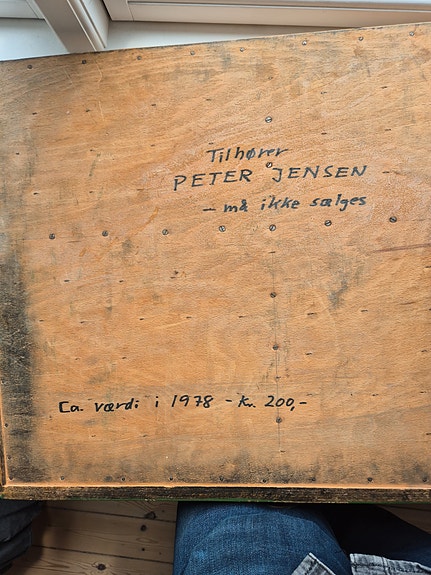 Tilhører
PETER JENSEN
- må ikke sælges
Ca. værdi i 1978 - kr. 200,-